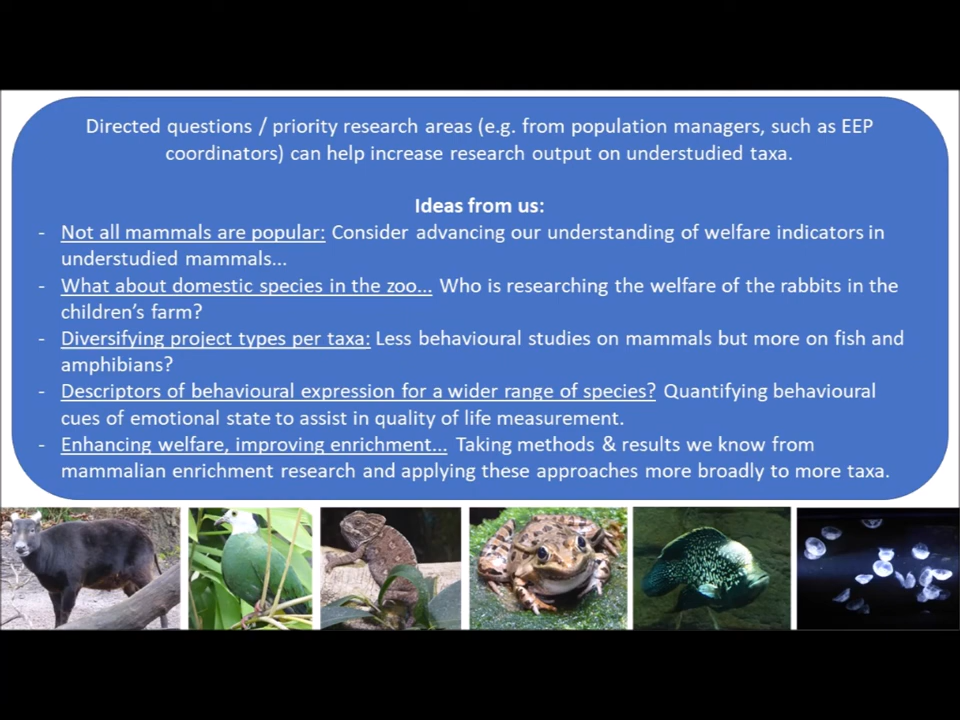 Directed questions / priority research areas (e.g. from population managers, such as EEP
coordinators) can help increase research output on understudied taxa.
Ideas from us:
- Not all mammals are popular: Consider advancing our understanding of welfare indicators in
understudied mammals...
- What about domestic species in the zoo... Who is researching the welfare of the rabbits in the
children's farm?
- Diversifying project types per taxa: Less behavioural studies on mammals but more on fish and
amphibians?
- Descriptors of behavioural expression for a wider range of species? Quantifying behavioural
cues of emotional state to assist in quality of life measurement.
- Enhancing welfare, improving enrichment... Taking methods & results we know from
mammalian enrichment research and applying these approaches more broadly to more taxa.